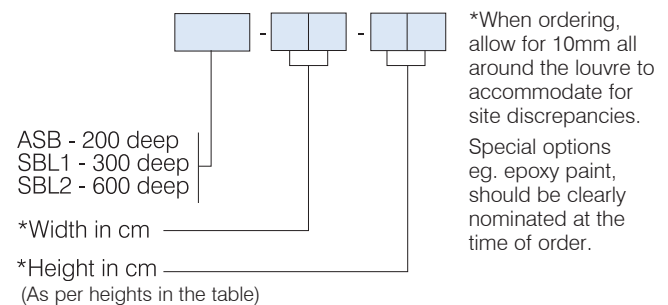 - -
ASB - 200 deep
SBL1 - 300 deep
SBL2 - 600 deep
*Width in cm
*Height in cm
(As per heights in the table)
*When ordering,
allow for 10mm all
around the louvre to
accommodate for
site discrepancies.
Special options
eg. epoxy paint,
should be clearly
nominated at the
time of order.